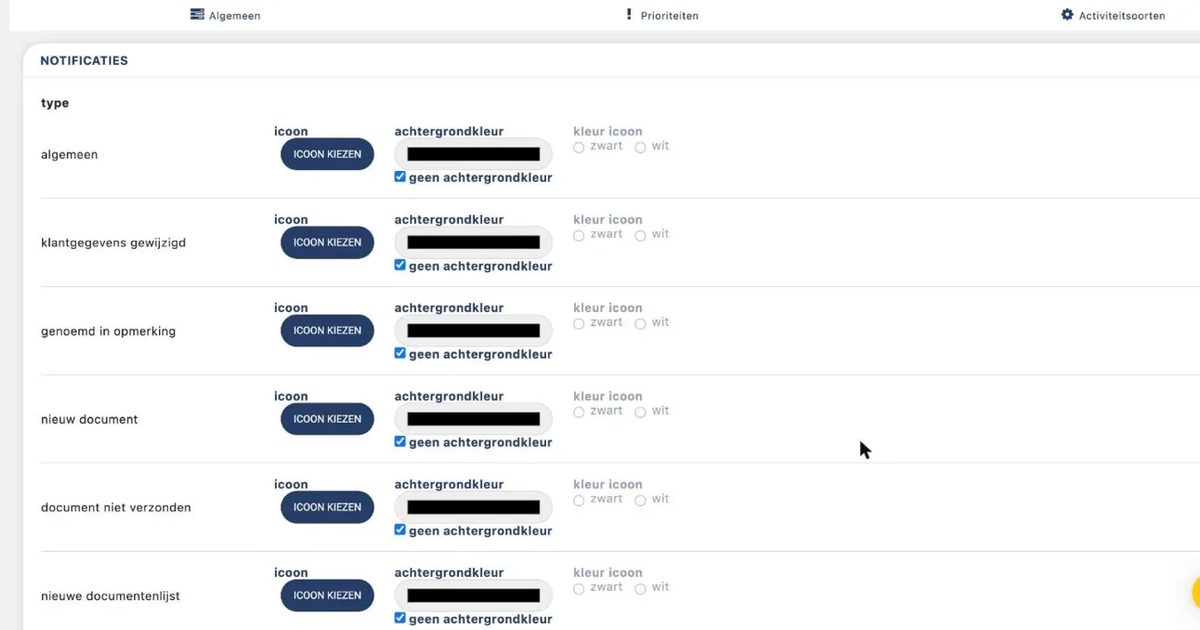 Algemeen Prioriteiten Activiteitsoorten
NOTIFICATIES
type
icoon achtergrondkleur kleur icoon
algemeen ICOON KIEZEN zwart wit
geen achtergrondkleur
icoon achtergrondkleur kleur icoon
klantgegevens gewijzigd ICOON KIEZEN zwart wit
geen achtergrondkleur
icoon achtergrondkleur kleur icoon
genoemd in opmerking ICOON KIEZEN zwart wit
geen achtergrondkleur
icoon achtergrondkleur kleur icoon
nieuw document ICOON KIEZEN zwart wit
geen achtergrondkleur
icoon achtergrondkleur kleur icoon
document niet verzonden ICOON KIEZEN zwart wit
geen achtergrondkleur
icoon achtergrondkleur kleur icoon
nieuwe documentenlijst ICOON KIEZEN zwart wit
geen achtergrondkleur